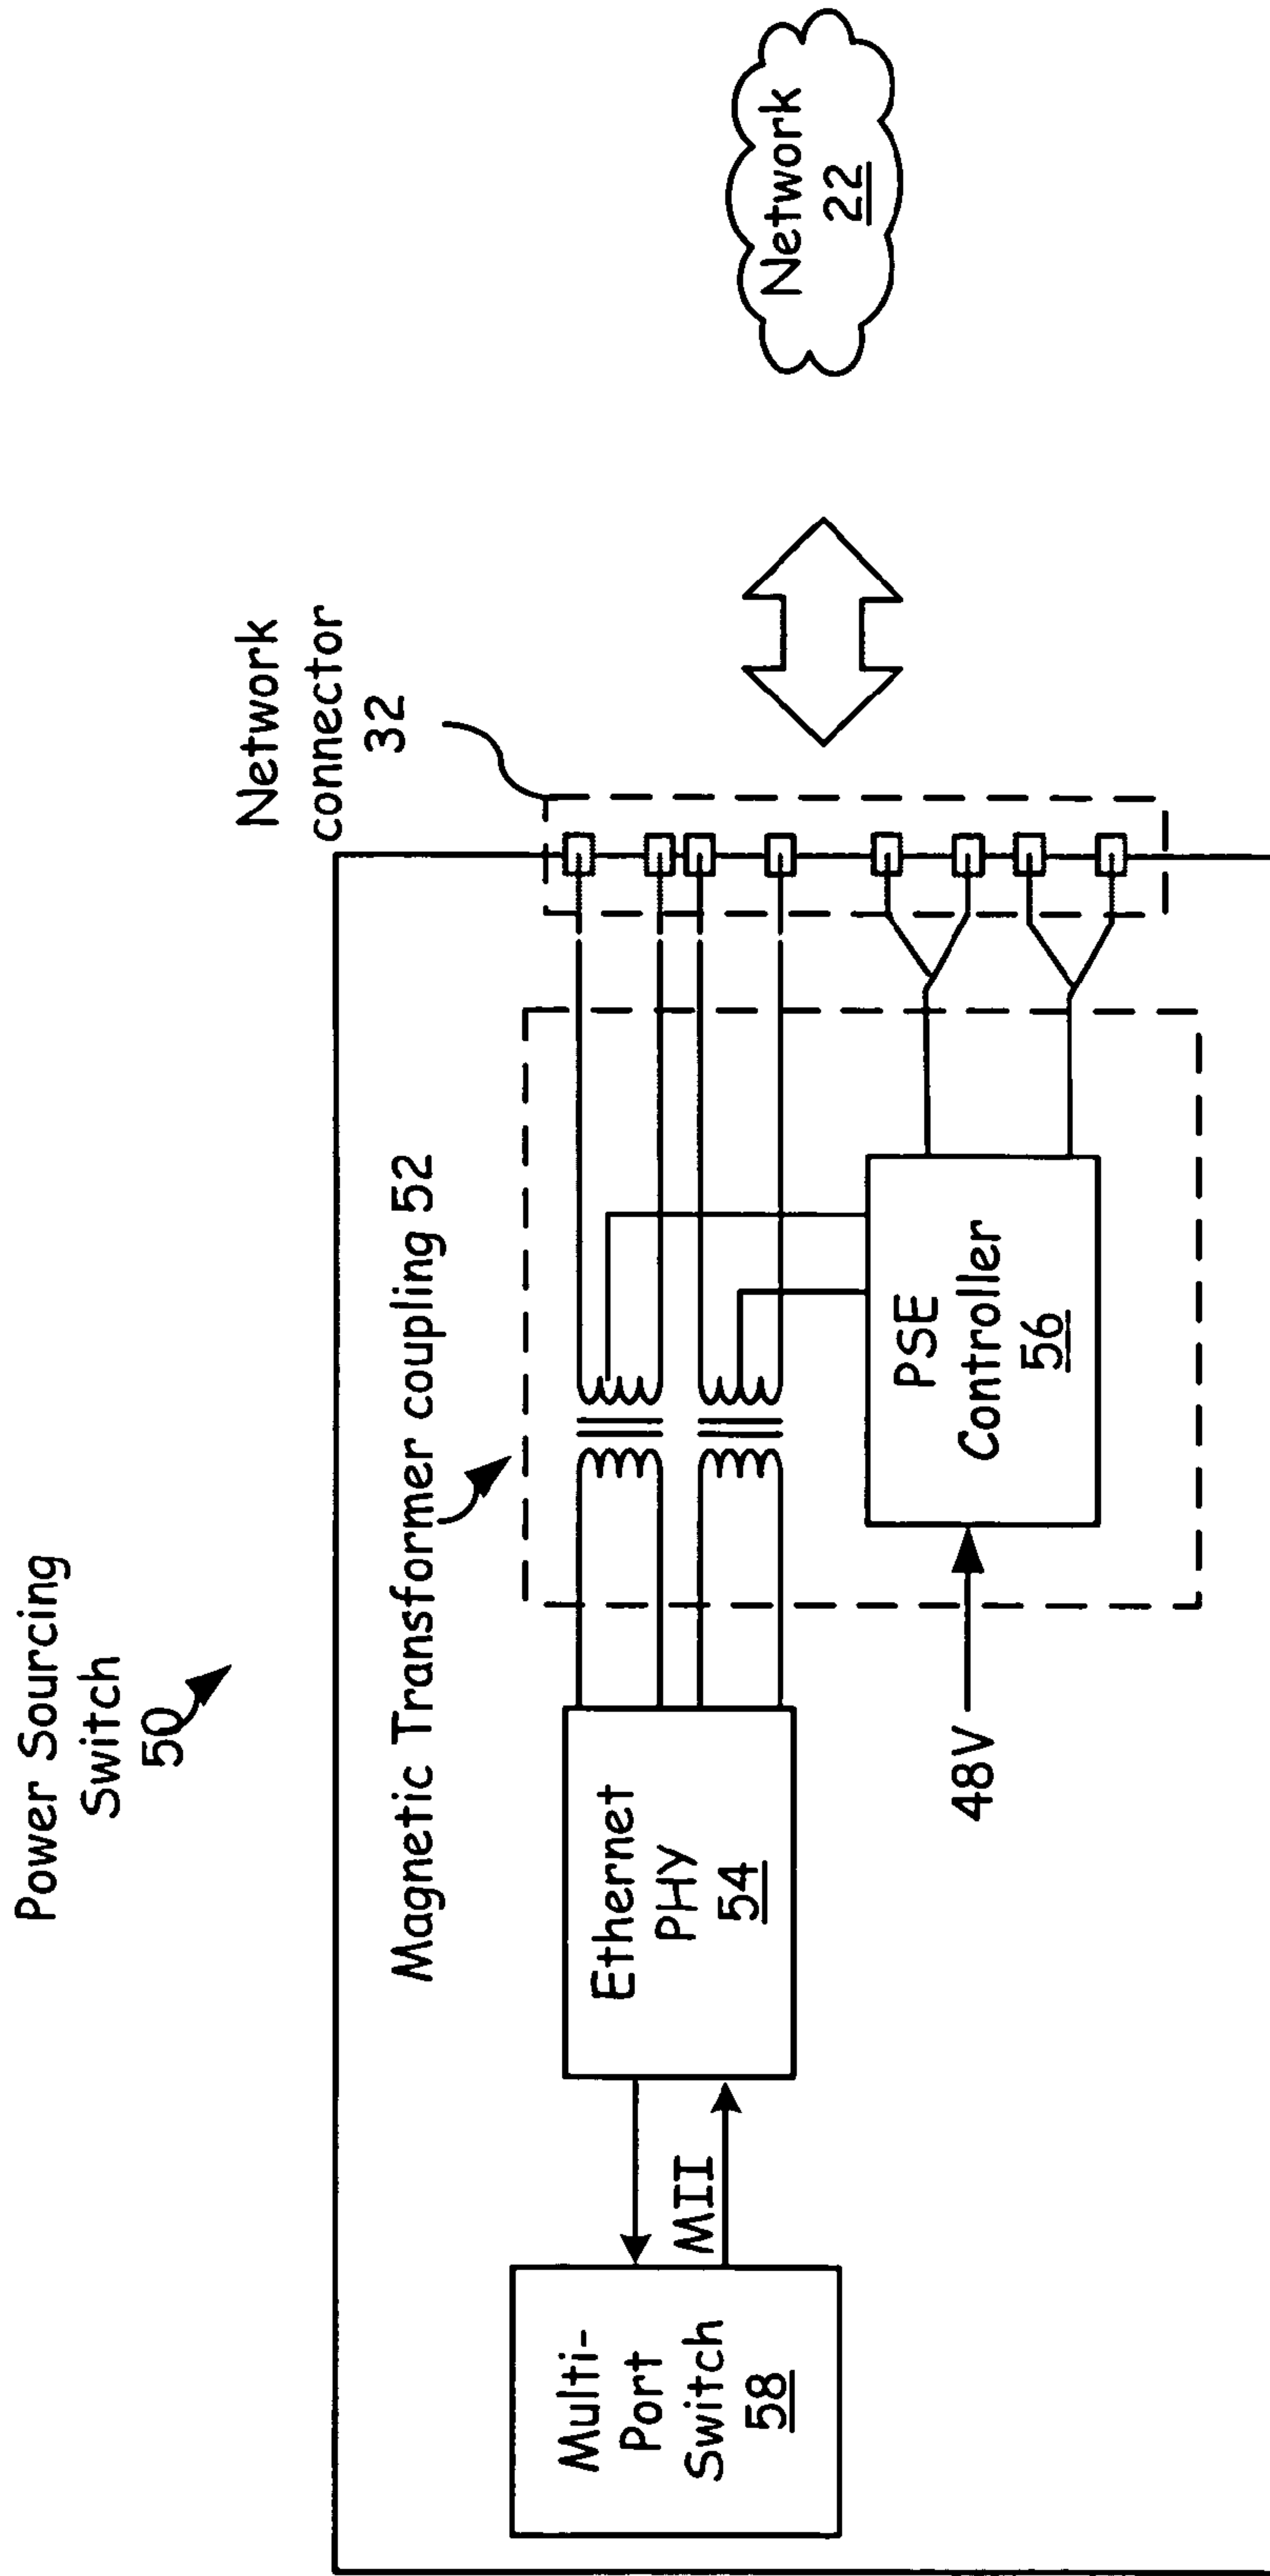 Power Sourcing
Switch
50
Network
connector
32
Magnetic Transformer coupling 52
Multi-
Port
Switch
58
MII
Ethernet
PHY
54
48V
PSE
Controller
56
Network
22